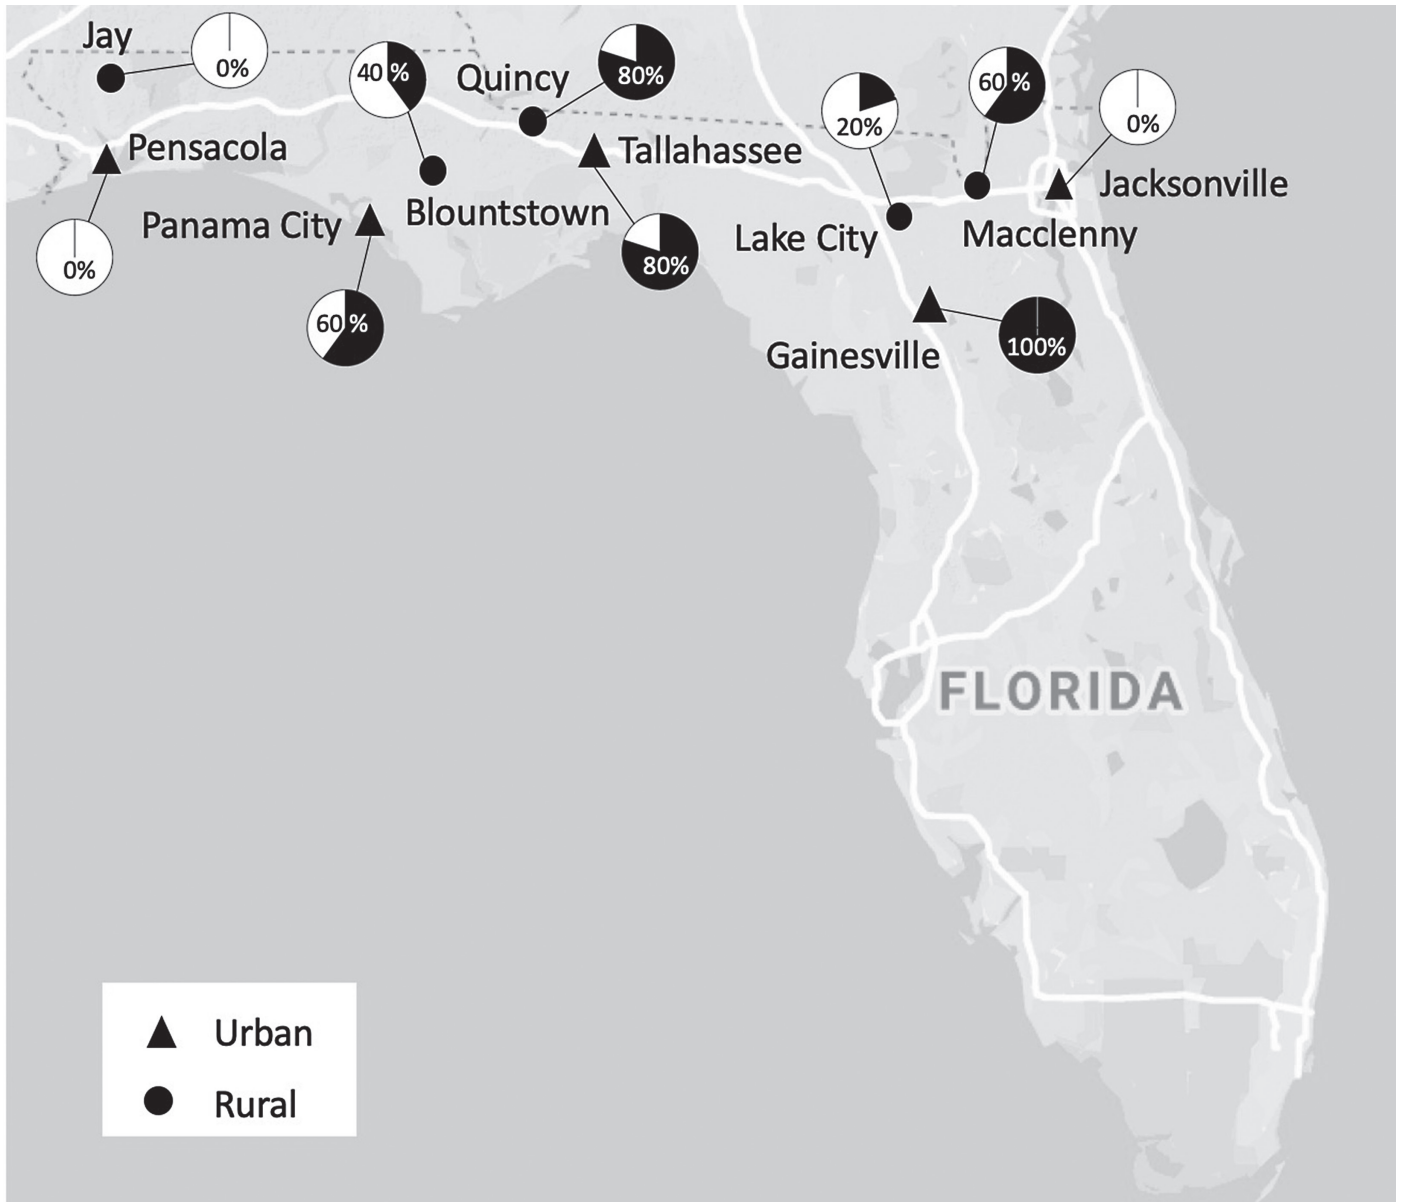 Jay
0%
40 %
Quincy
80%
20%
60 %
0%
Pensacola
Tallahassee
Jacksonville
Panama City
Blountstown
Lake City
Macclenny
0%
80%
60 %
Gainesville
100%
FLORIDA
Urban
Rural